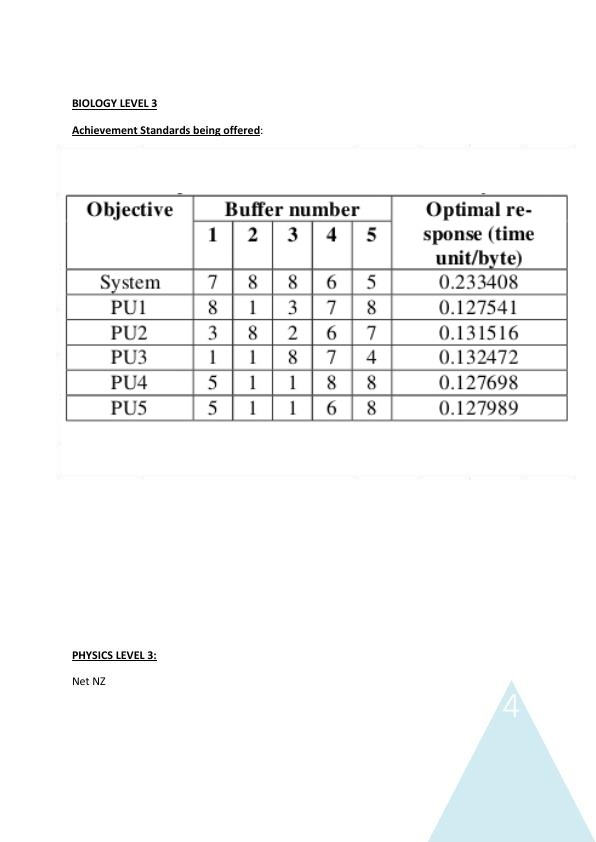 BIOLOGY LEVEL 3
Achievement Standards being offered:
Objective Buffer number Optimal re-
1 2 3 4 5 sponse (time
unit/byte)
System 7 8 8 6 5 0.233408
PU1 8 1 3 7 8 0.127541
PU2 3 8 2 6 7 0.131516
PU3 1 1 8 7 4 0.132472
PU4 5 1 1 8 8 0.127698
PU5 5 1 1 6 8 0.127989
PHYSICS LEVEL 3:
Net NZ
4